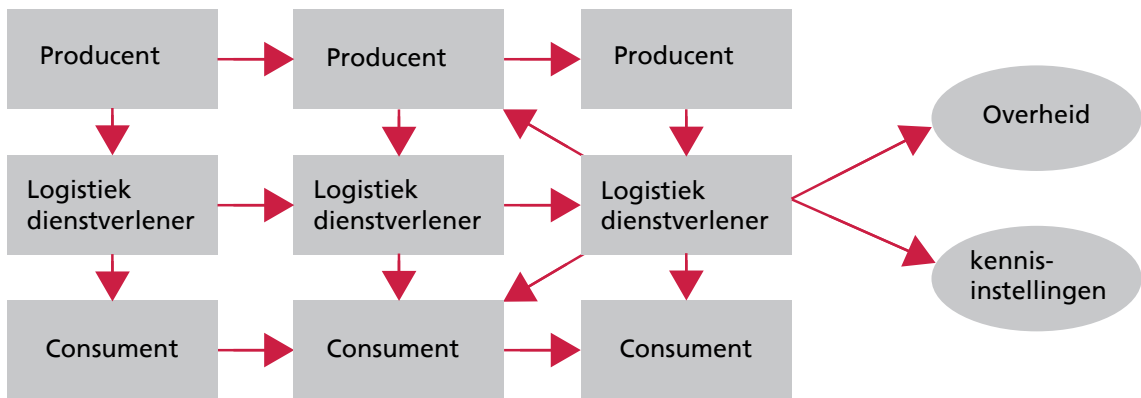 Producent
Producent
Producent
Overheid
Logistiek
dienstverlener
Logistiek
dienstverlener
Logistiek
dienstverlener
kennis-
instellingen
Consument
Consument
Consument